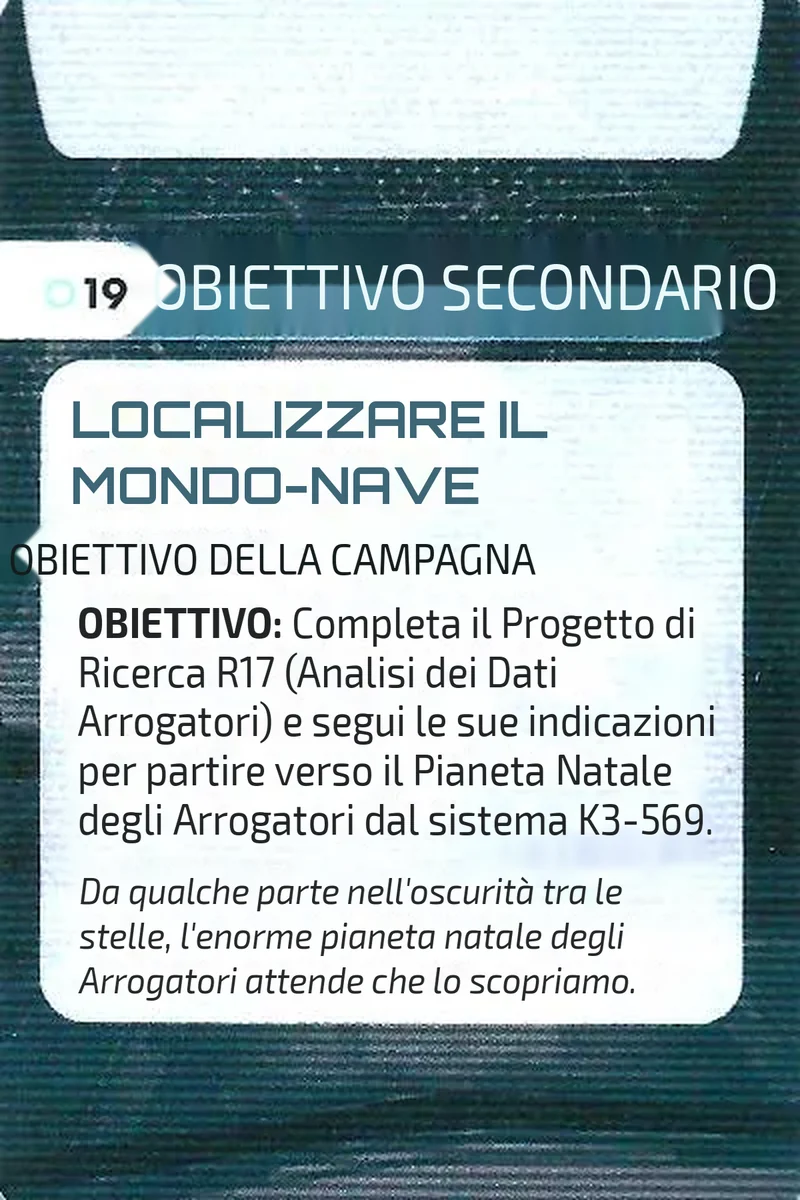 19
OBIETTIVO SECONDARIO
LOCALIZZARE IL
MONDO-NAVE
OBIETTIVO DELLA CAMPAGNA
OBIETTIVO: Completa il Progetto di
Ricerca R17 (Analisi dei Dati
Arrogatori) e segui le sue indicazioni
per partire verso il Pianeta Natale
degli Arrogatori dal sistema K3-569.
Da qualche parte nell'oscurità tra le
stelle, l'enorme pianeta natale degli
Arrogatori attende che lo scopriamo.